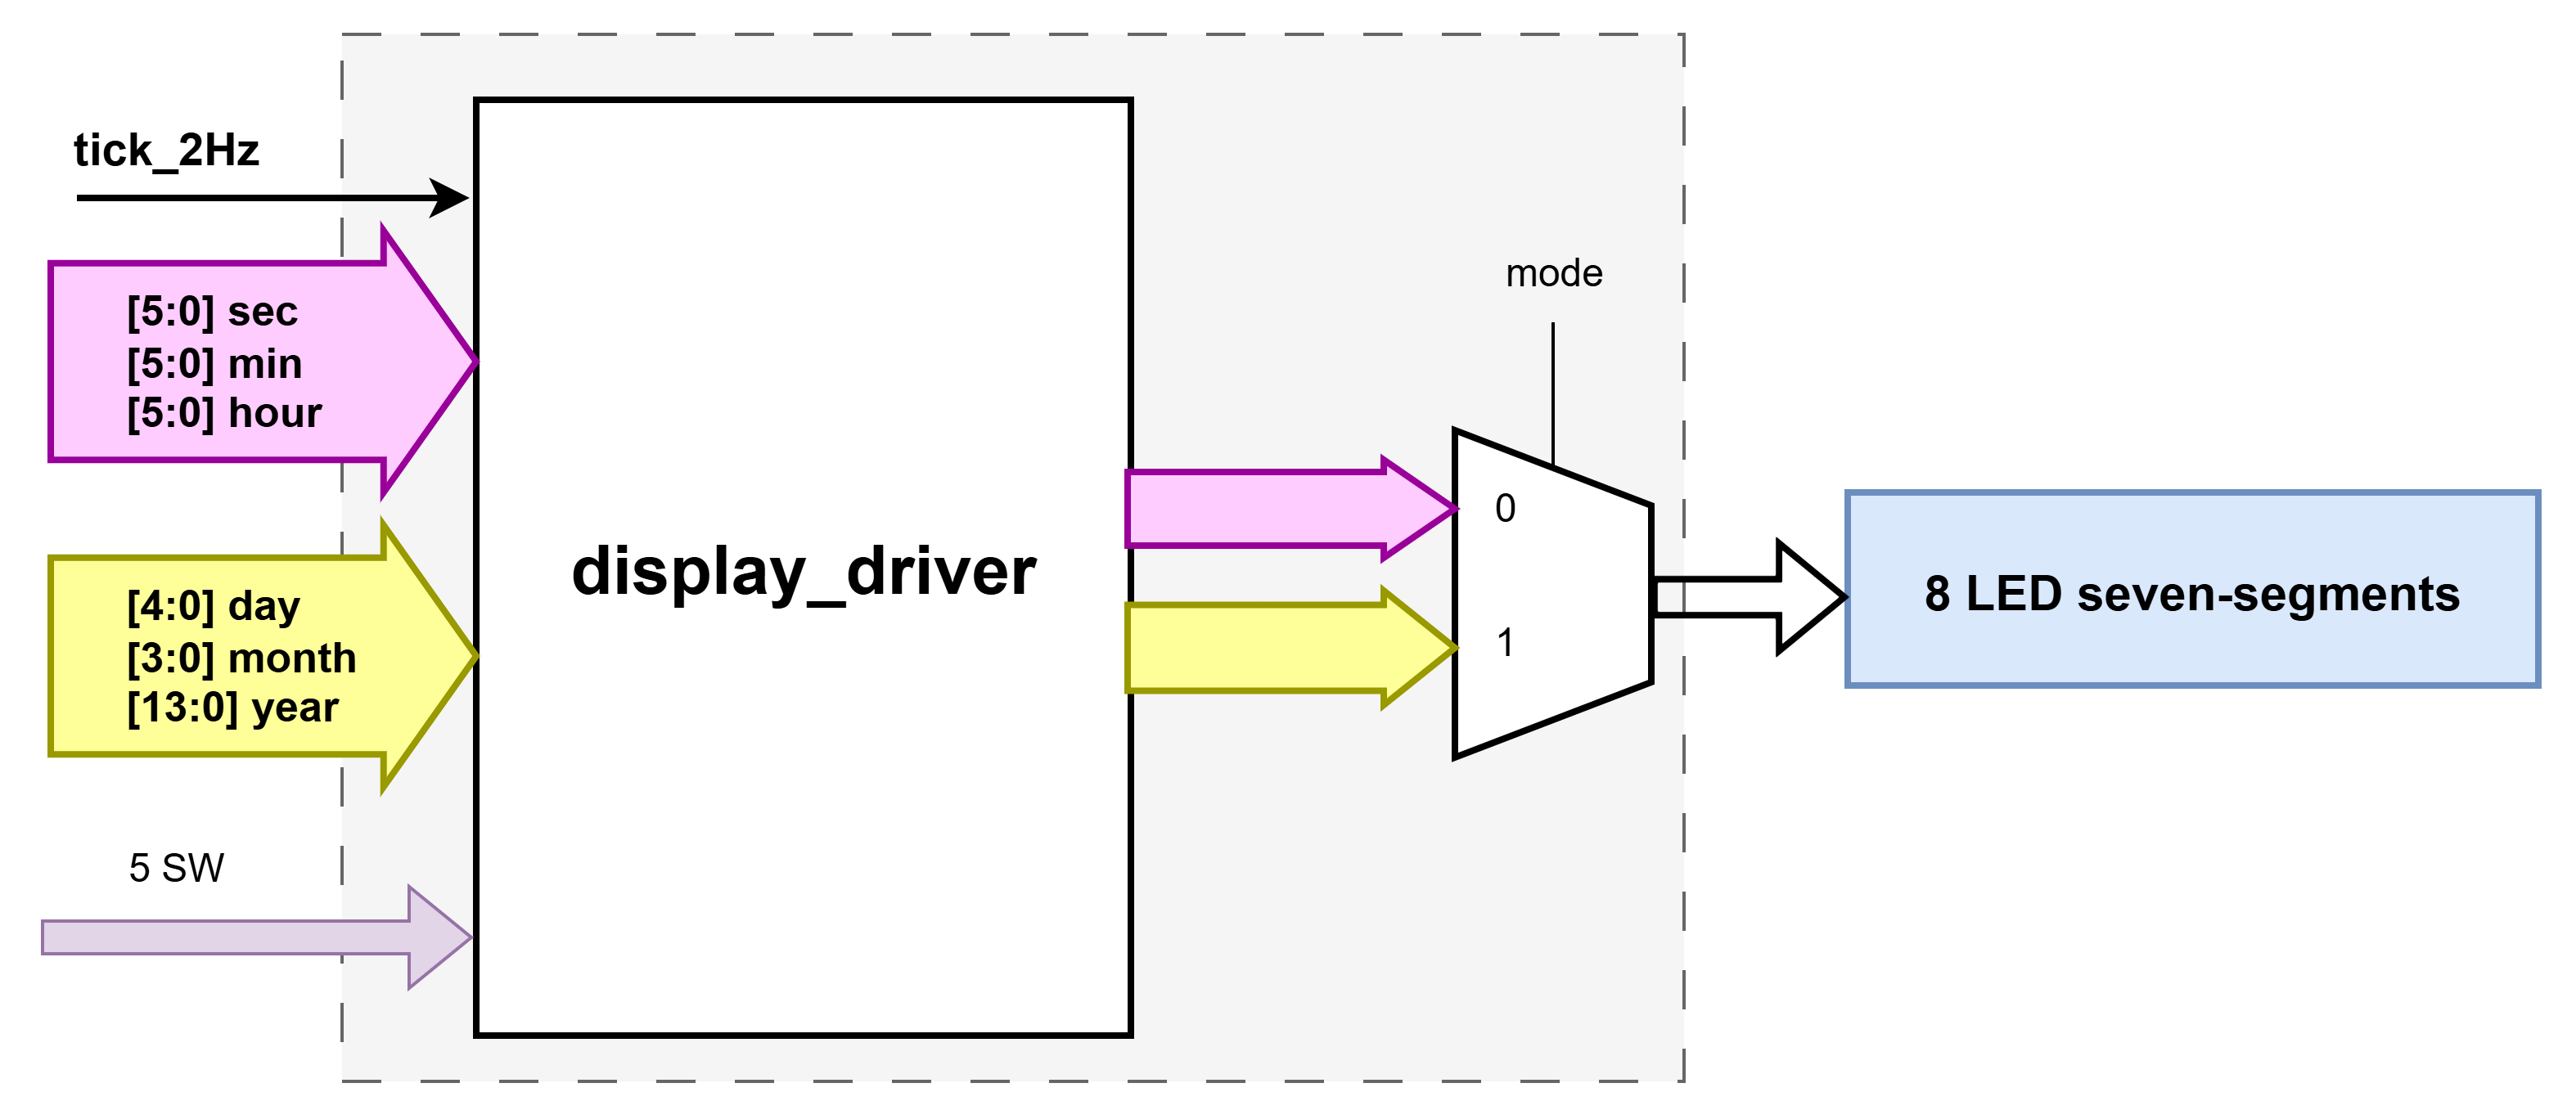 tick_2Hz
[5:0] sec
[5:0] min
[5:0] hour
[4:0] day
[3:0] month
[13:0] year
5 SW
display_driver
mode
0
1
8 LED seven-segments